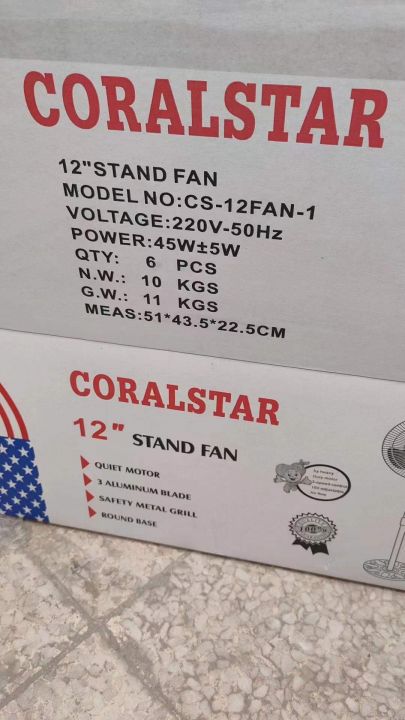 CORALSTAR
12"STAND FAN
MODEL NO:CS-12FAN-1
VOLTAGE:220V-50Hz
POWER:45W±5W
QTY: 6 PCS
N.W.: 10 KGS
G.W.: 11 KGS
MEAS:51*43.5*22.5CM
CORALSTAR
12" STAND FAN
QUIET MOTOR
3 ALUMINUM BLADE
SAFETY METAL GRILL
ROUND BASE
100%